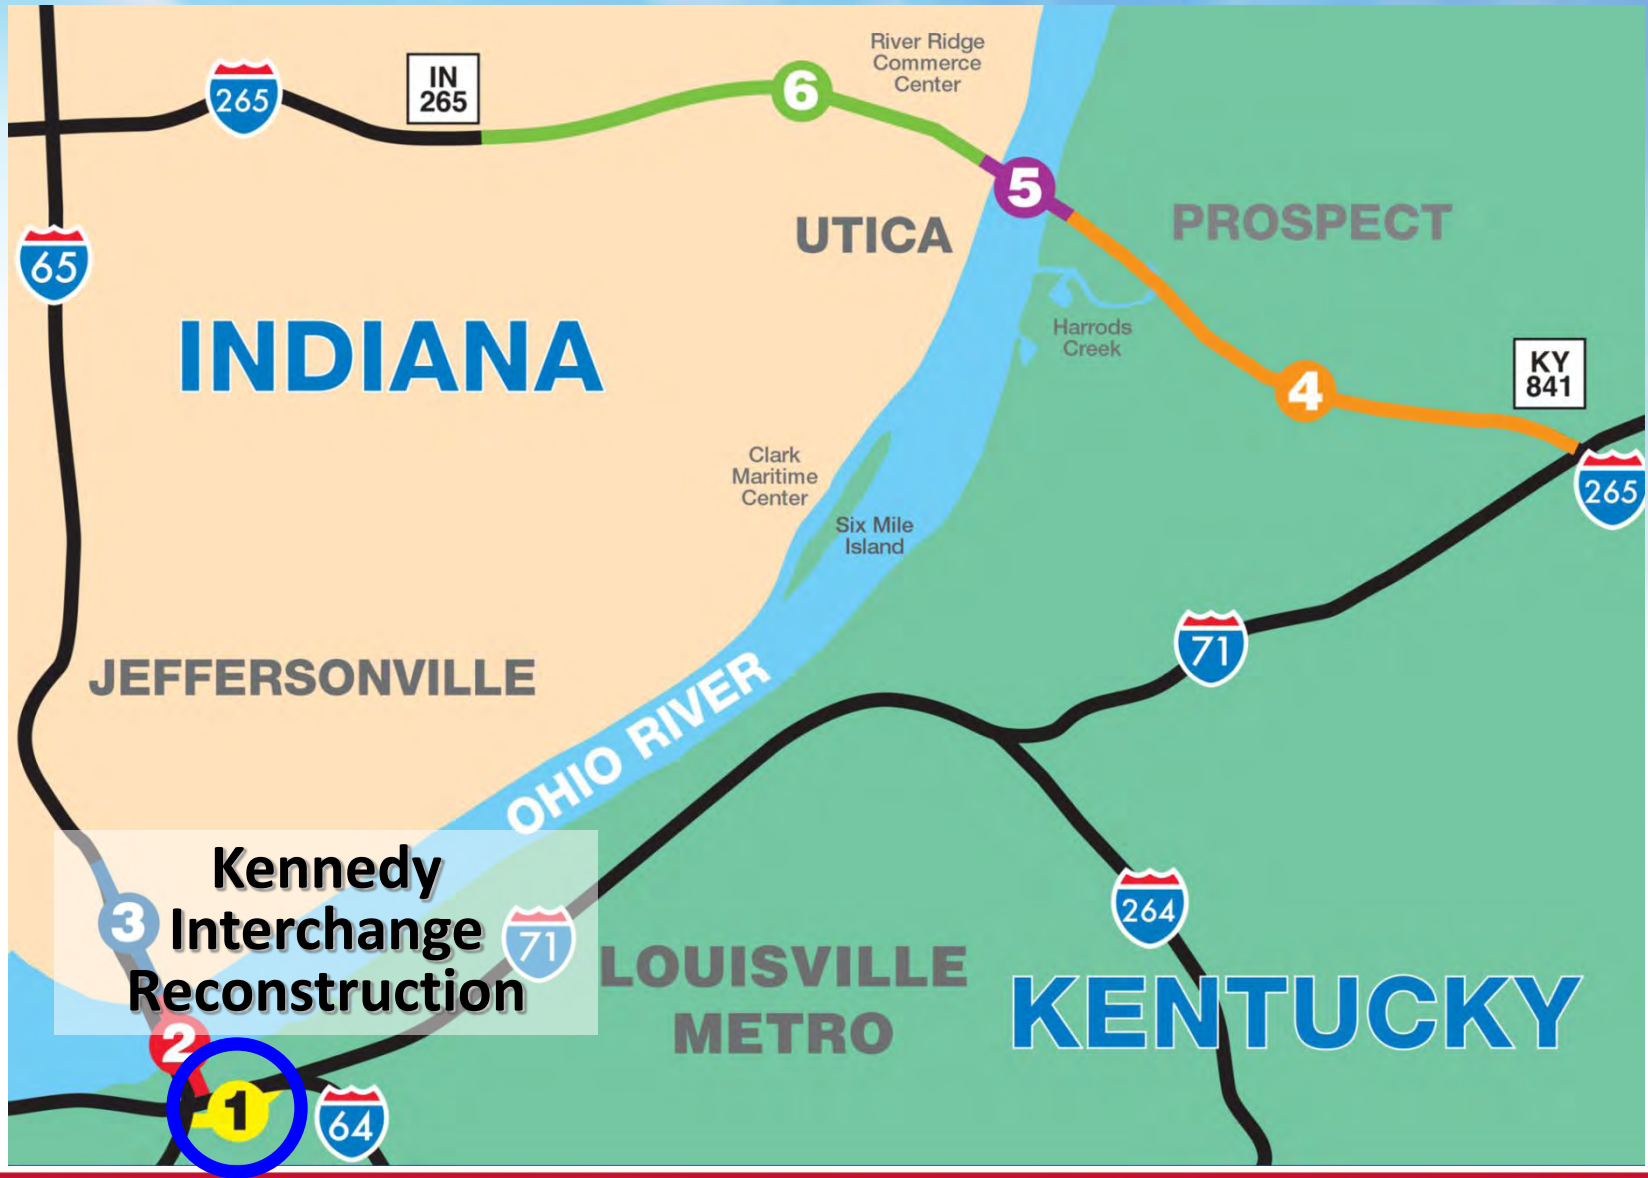 River Ridge
Commerce
Center
IN
265
265
6
5
UTICA
PROSPECT
65
INDIANA
Harrods
Creek
4
KY
841
265
Clark
Maritime
Center
Six Mile
Island
71
JEFFERSONVILLE
OHIO RIVER
Kennedy
Interchange
Reconstruction
3
71
264
LOUISVILLE
METRO
KENTUCKY
2
1
64